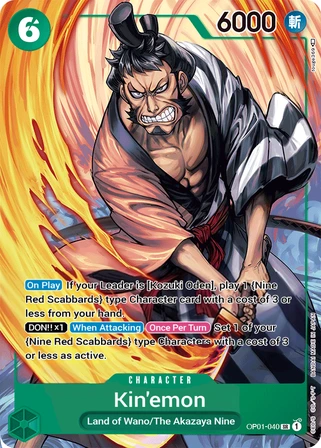 6
6000
斬
On Play If your Leader is [Kozuki Oden], play 1 {Nine
Red Scabbards} type Character card with a cost of 3 or
less from your hand.
DON!! ×1 When Attacking Once Per Turn Set 1 of your
{Nine Red Scabbards} type Characters with a cost of 3
or less as active.
CHARACTER
Kin'emon
Land of Wano/The Akazaya Nine
OP01-040 SR 1